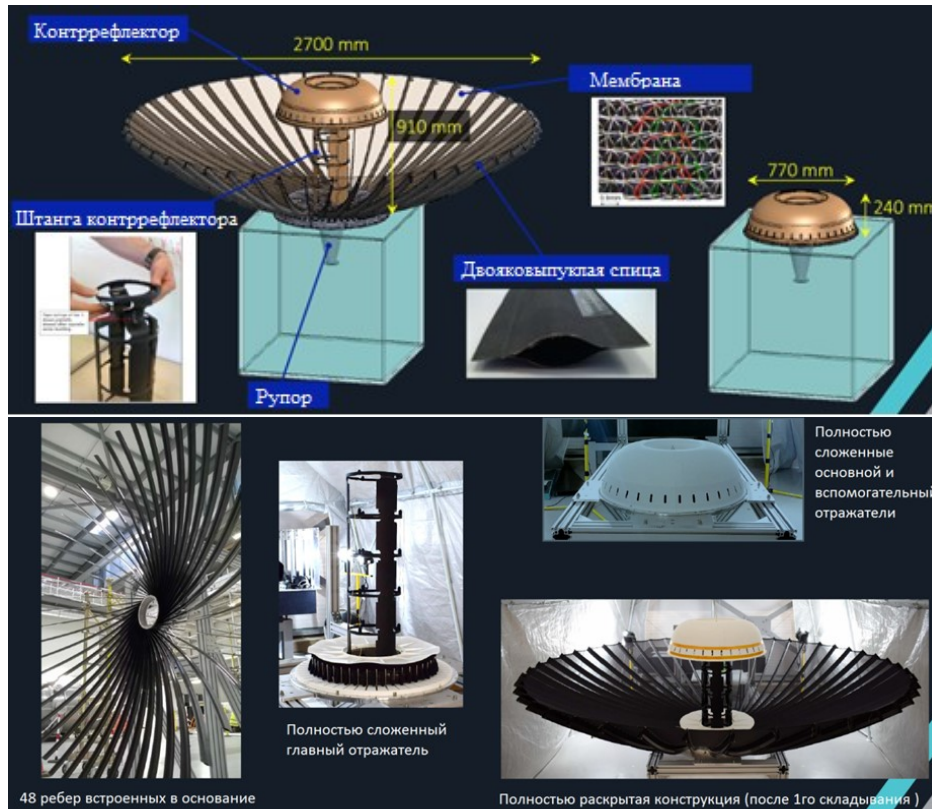 Контррефлектор
2700 mm
Мембрана
910 mm
770 mm
240 mm
Штанга контррефлектора
Двояковыпуклая спица
Рупор
Полностью
сложенные
основной и
вспомогательный
отражатели
Полностью сложенный
главный отражатель
48 ребер встроенных в основание
Полностью раскрытая конструкция (после 1го складывания )